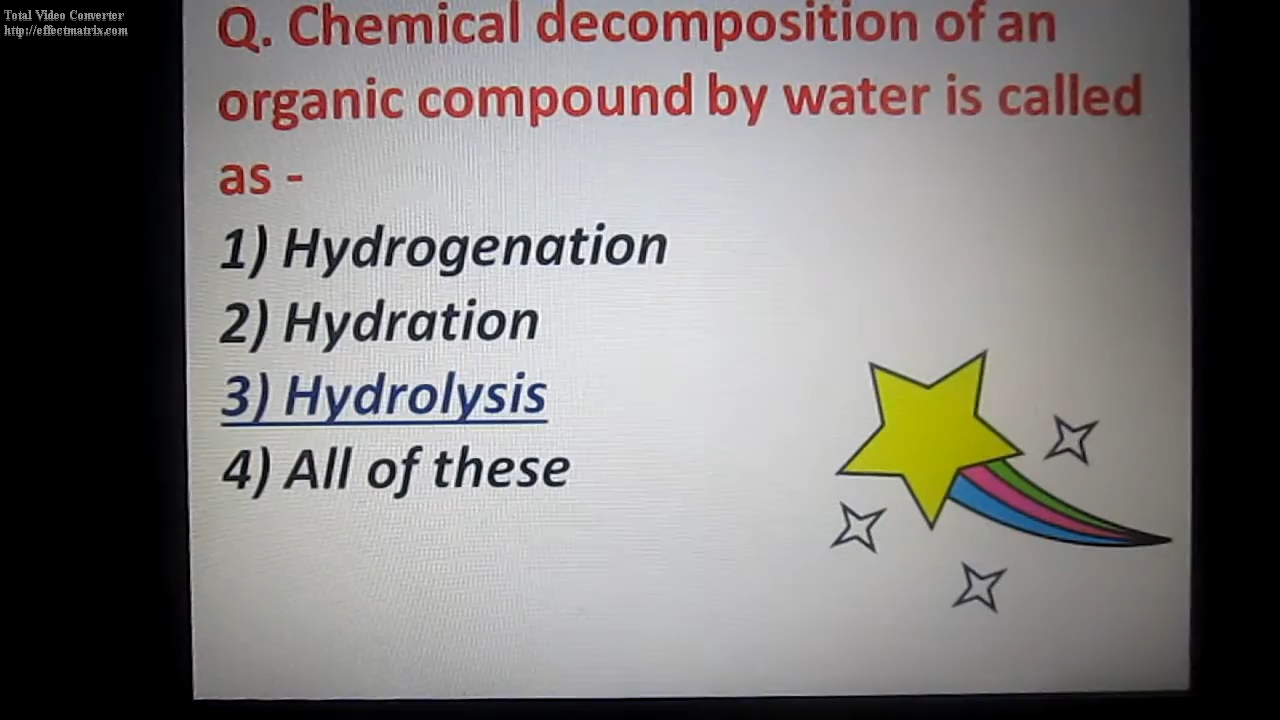 Total Video Converter
http://effectmatrix.com
Q. Chemical decomposition of an
organic compound by water is called
as -
1) Hydrogenation
2) Hydration
3) Hydrolysis
4) All of these